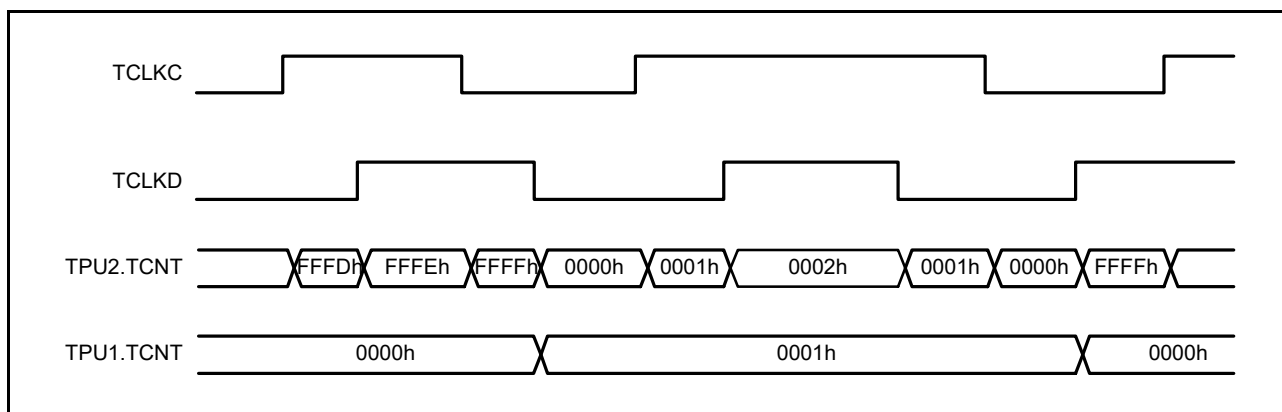 TCLKC
TCLKD
TPU2.TCNT FFFDh FFFEh FFFFh 0000h 0001h 0002h 0001h 0000h FFFFh
TPU1.TCNT 0000h 0001h 0000h